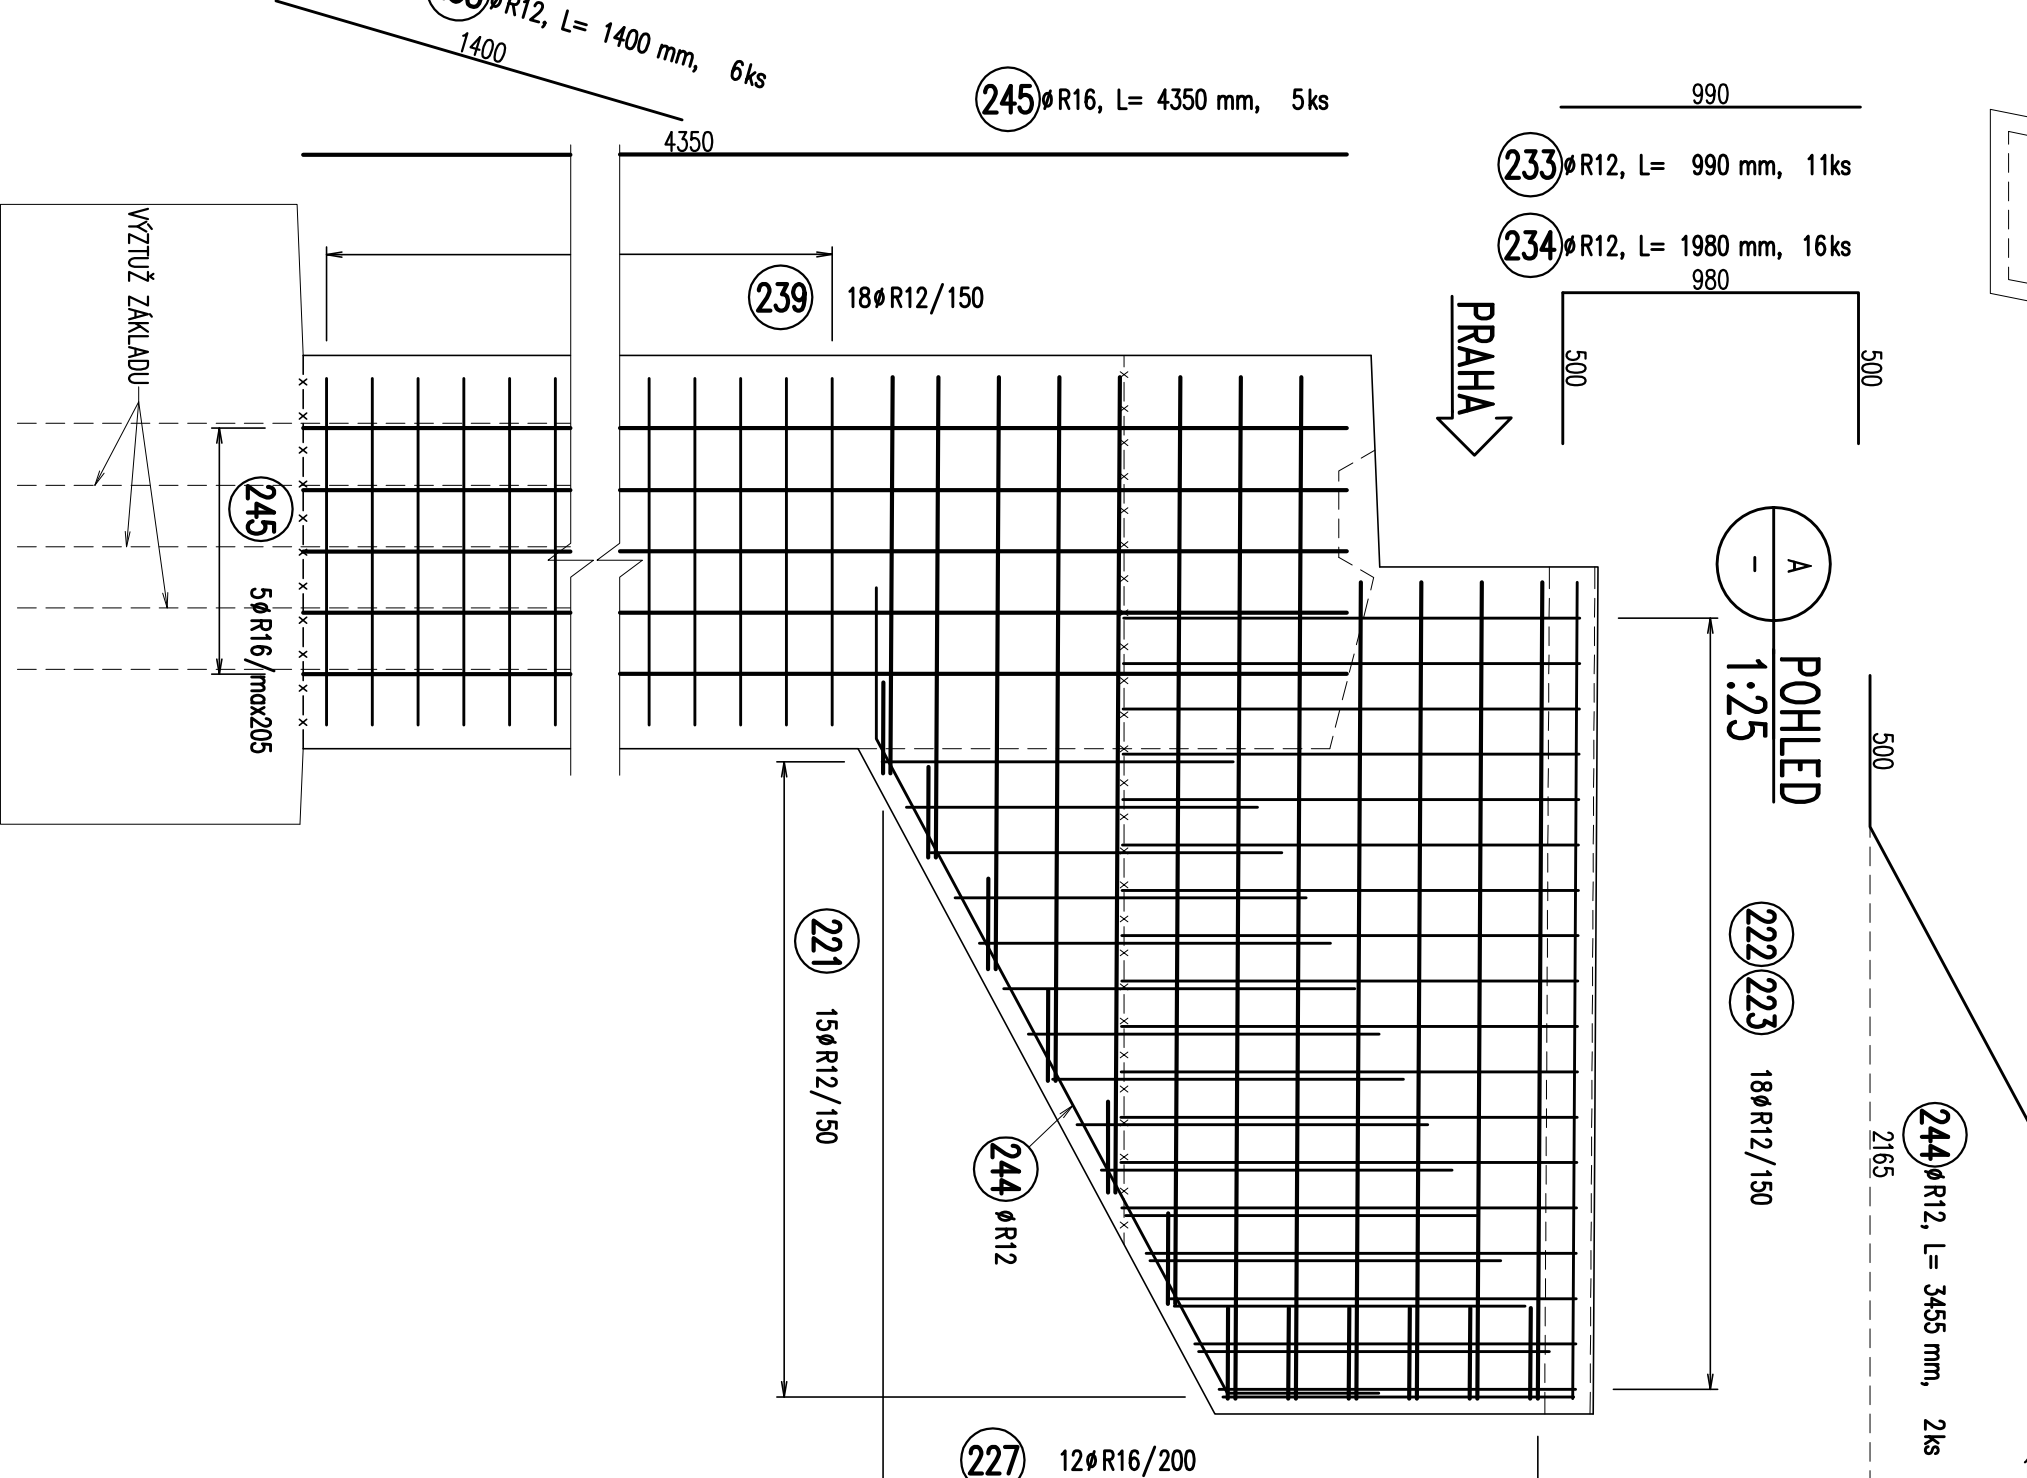 øR12, L= 1400 mm, 6ks
1400
245 øR16, L= 4350 mm, 5ks
4350
990
233 øR12, L= 990 mm, 11ks
234 øR12, L= 1980 mm, 16ks
980
500
500
VÝZTUŽ ZÁKLADU
239 18øR12/150
PRAHA
245 5øR16/max205
A
-
POHLED
1:25
500
222 223 18øR12/150
221 15øR12/150
244 øR12
2165
244 øR12, L= 3455 mm, 2ks
227 12øR16/200